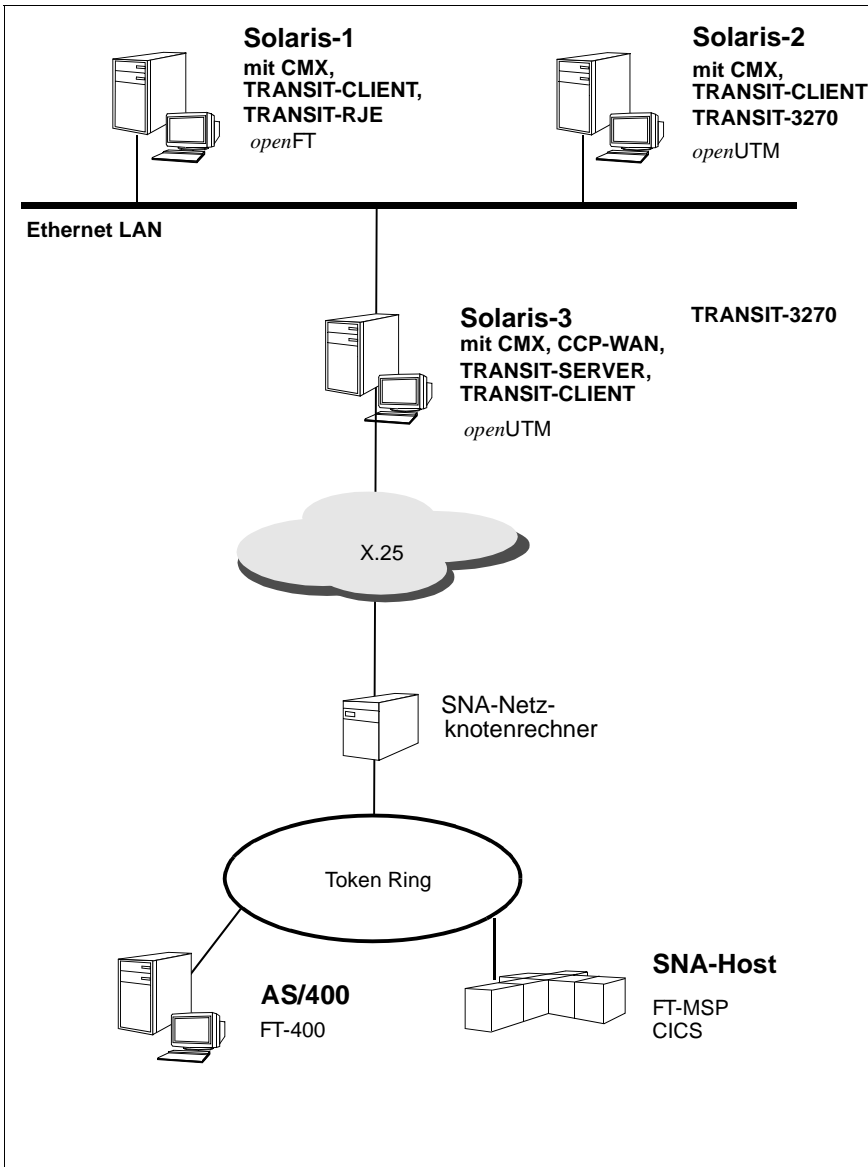 Solaris-1
mit CMX,
TRANSIT-CLIENT,
TRANSIT-RJE
openFT
Solaris-2
mit CMX,
TRANSIT-CLIENT
TRANSIT-3270
openUTM
Ethernet LAN
Solaris-3
mit CMX, CCP-WAN,
TRANSIT-SERVER,
TRANSIT-CLIENT
openUTM
TRANSIT-3270
X.25
SNA-Netz-
knotenrechner
Token Ring
AS/400
FT-400
SNA-Host
FT-MSP
CICS